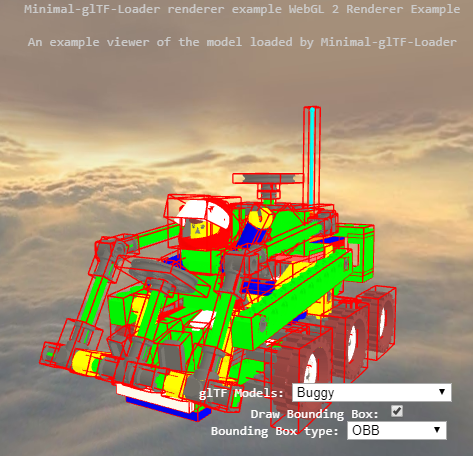 Minimal-glTF-Loader renderer example WebGL 2 Renderer Example
An example viewer of the model loaded by Minimal-glTF-Loader
glTF Models: Buggy
Draw Bounding Box:
Bounding Box type: OBB